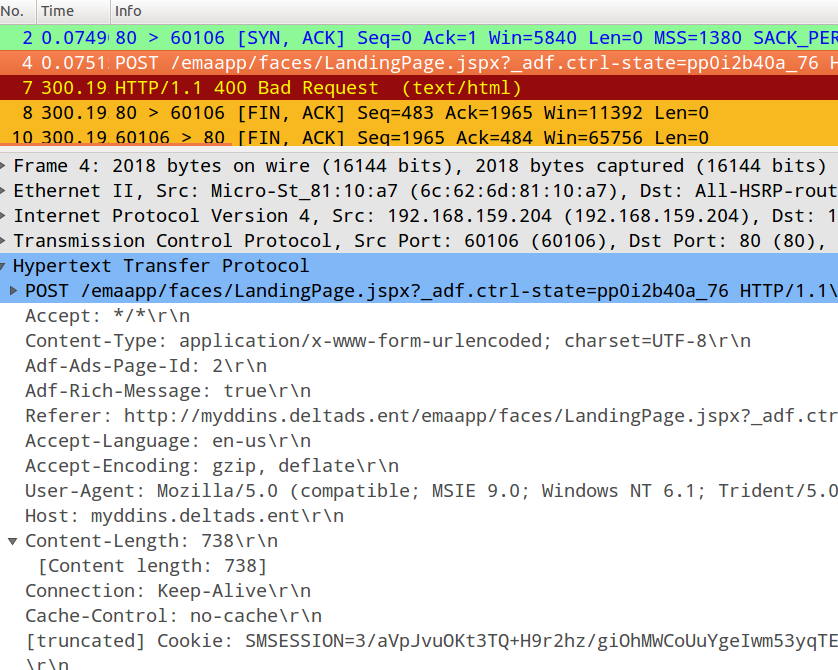 No. Time Info
2 0.0749 80 > 60106 [SYN, ACK] Seq=0 Ack=1 Win=5840 Len=0 MSS=1380 SACK_PER
4 0.0751 POST /emaapp/faces/LandingPage.jspx?_adf.ctrl-state=pp0i2b40a_76 H
7 300.19 HTTP/1.1 400 Bad Request (text/html)
8 300.19 80 > 60106 [FIN, ACK] Seq=483 Ack=1965 Win=11392 Len=0
10 300.19 60106 > 80 [FIN, ACK] Seq=1965 Ack=484 Win=65756 Len=0
Frame 4: 2018 bytes on wire (16144 bits), 2018 bytes captured (16144 bits)
Ethernet II, Src: Micro-St_81:10:a7 (6c:62:6d:81:10:a7), Dst: All-HSRP-rout
Internet Protocol Version 4, Src: 192.168.159.204 (192.168.159.204), Dst: 1
Transmission Control Protocol, Src Port: 60106 (60106), Dst Port: 80 (80),
Hypertext Transfer Protocol
POST /emaapp/faces/LandingPage.jspx?_adf.ctrl-state=pp0i2b40a_76 HTTP/1.1\
Accept: */*\r\n
Content-Type: application/x-www-form-urlencoded; charset=UTF-8\r\n
Adf-Ads-Page-Id: 2\r\n
Adf-Rich-Message: true\r\n
Referer: http://myddins.deltads.ent/emaapp/faces/LandingPage.jspx?_adf.ctr
Accept-Language: en-us\r\n
Accept-Encoding: gzip, deflate\r\n
User-Agent: Mozilla/5.0 (compatible; MSIE 9.0; Windows NT 6.1; Trident/5.0
Host: myddins.deltads.ent\r\n
Content-Length: 738\r\n
[Content length: 738]
Connection: Keep-Alive\r\n
Cache-Control: no-cache\r\n
[truncated] Cookie: SMSESSION=3/aVpJvuOKt3TQ+H9r2hz/giOhMWCoUuYgeIwm53yqTE
\r\n